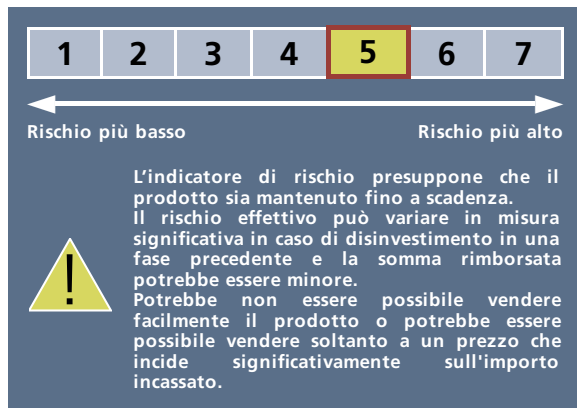 1 2 3 4 5 6 7
Rischio più basso Rischio più alto
L'indicatore di rischio presuppone che il
prodotto sia mantenuto fino a scadenza.
Il rischio effettivo può variare in misura
significativa in caso di disinvestimento in una
fase precedente e la somma rimborsata
potrebbe essere minore.
Potrebbe non essere possibile vendere
facilmente il prodotto o potrebbe essere
possibile vendere soltanto a un prezzo che
incide significativamente sull'importo
incassato.
!